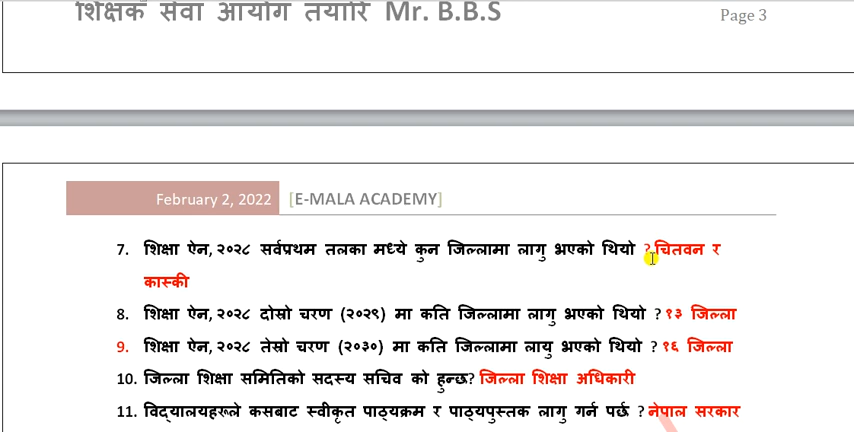 शिक्षक सेवा आयोग तयारि Mr. B.B.S
Page 3
February 2, 2022 [E-MALA ACADEMY]
7. शिक्षा ऐन, २०२८ सर्वप्रथम तलका मध्ये कुन जिल्लामा लागु भएको थियो ? चितवन र
कास्की
8. शिक्षा ऐन, २०२८ दोस्रो चरण (२०२९) मा कति जिल्लामा लागु भएको थियो ? १३ जिल्ला
9. शिक्षा ऐन, २०२८ तेस्रो चरण (२०३०) मा कति जिल्लामा लायु भएको थियो ? १६ जिल्ला
10. जिल्ला शिक्षा समितिको सदस्य सचिव को हुन्छ? जिल्ला शिक्षा अधिकारी
11. विद्यालयहरूले कसबाट स्वीकृत पाठ्यक्रम र पाठ्यपुस्तक लागु गर्न पर्छ ? नेपाल सरकार